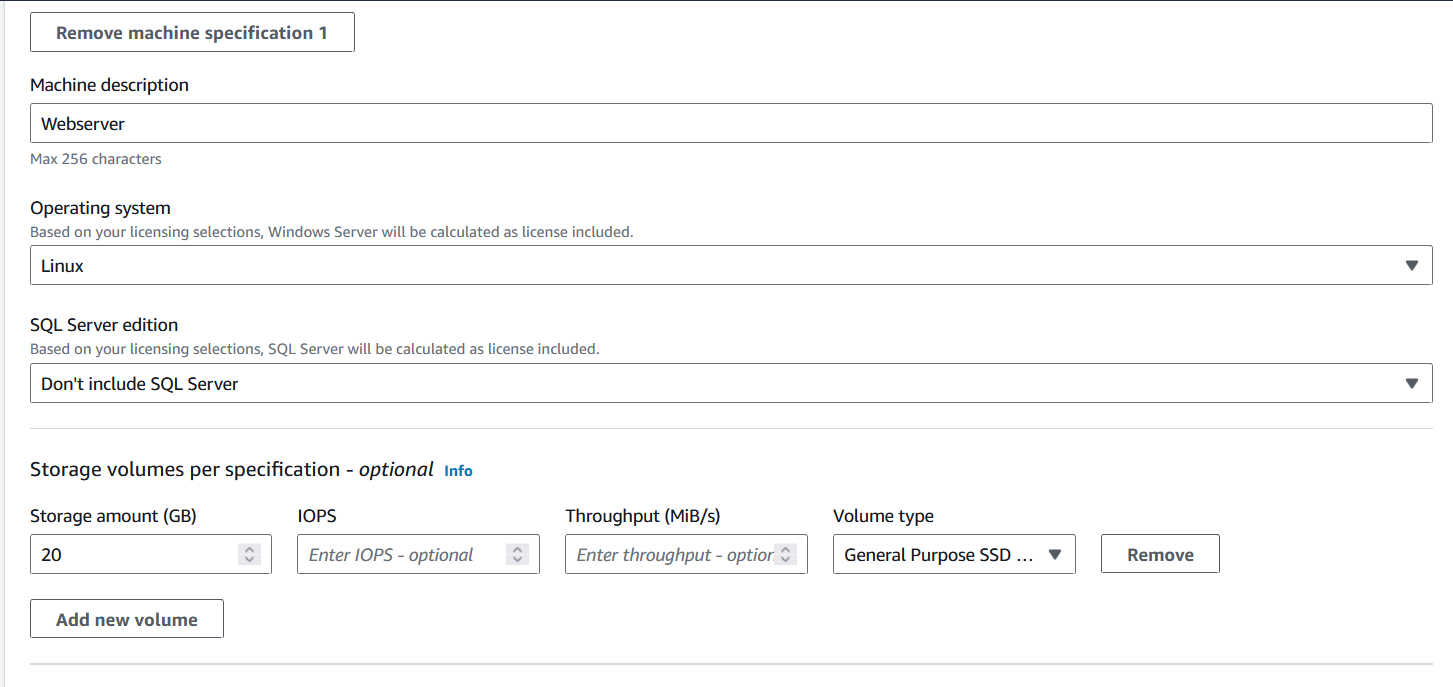 Remove machine specification 1
Machine description
Webserver
Max 256 characters
Operating system
Based on your licensing selections, Windows Server will be calculated as license included.
Linux
SQL Server edition
Based on your licensing selections, SQL Server will be calculated as license included.
Don't include SQL Server
Storage volumes per specification - optional Info
Storage amount (GB) IOPS Throughput (MiB/s) Volume type
20 Enter IOPS - optional Enter throughput - option General Purpose SSD ... Remove
Add new volume